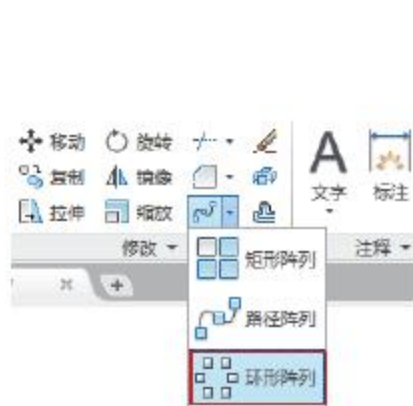 移动 旋转
复制 镜像
拉伸 缩放
A
文字 标注
修改 注释
矩形阵列
路径阵列
环形阵列